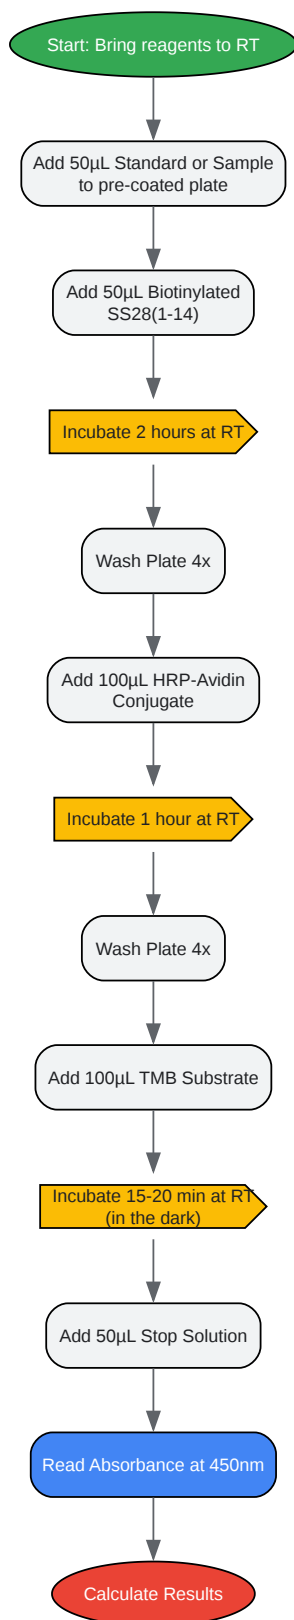 Start: Bring reagents to RT
Add 50µL Standard or Sample
to pre-coated plate
Add 50µL Biotinylated
SS28(1-14)
Incubate 2 hours at RT
Wash Plate 4x
Add 100µL HRP-Avidin
Conjugate
Incubate 1 hour at RT
Wash Plate 4x
Add 100µL TMB Substrate
Incubate 15-20 min at RT
(in the dark)
Add 50µL Stop Solution
Read Absorbance at 450nm
Calculate Results